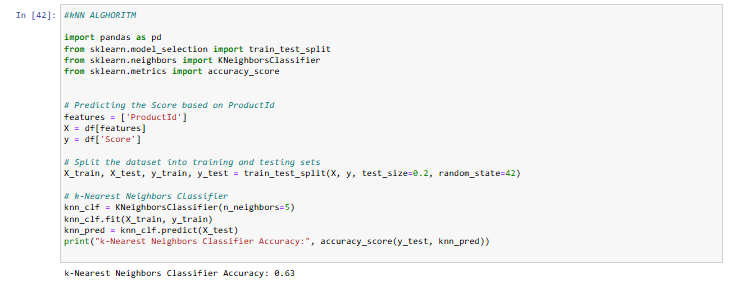 In [42]: #kNN ALGHORITM
import pandas as pd
from sklearn.model_selection import train_test_split
from sklearn.neighbors import KNeighborsClassifier
from sklearn.metrics import accuracy_score
# Predicting the Score based on ProductId
features = ['ProductId']
X = df[features]
y = df['Score']
# Split the dataset into training and testing sets
X_train, X_test, y_train, y_test = train_test_split(X, y, test_size=0.2, random_state=42)
# k-Nearest Neighbors Classifier
knn_clf = KNeighborsClassifier(n_neighbors=5)
knn_clf.fit(X_train, y_train)
knn_pred = knn_clf.predict(X_test)
print("k-Nearest Neighbors Classifier Accuracy:", accuracy_score(y_test, knn_pred))
k-Nearest Neighbors Classifier Accuracy: 0.63